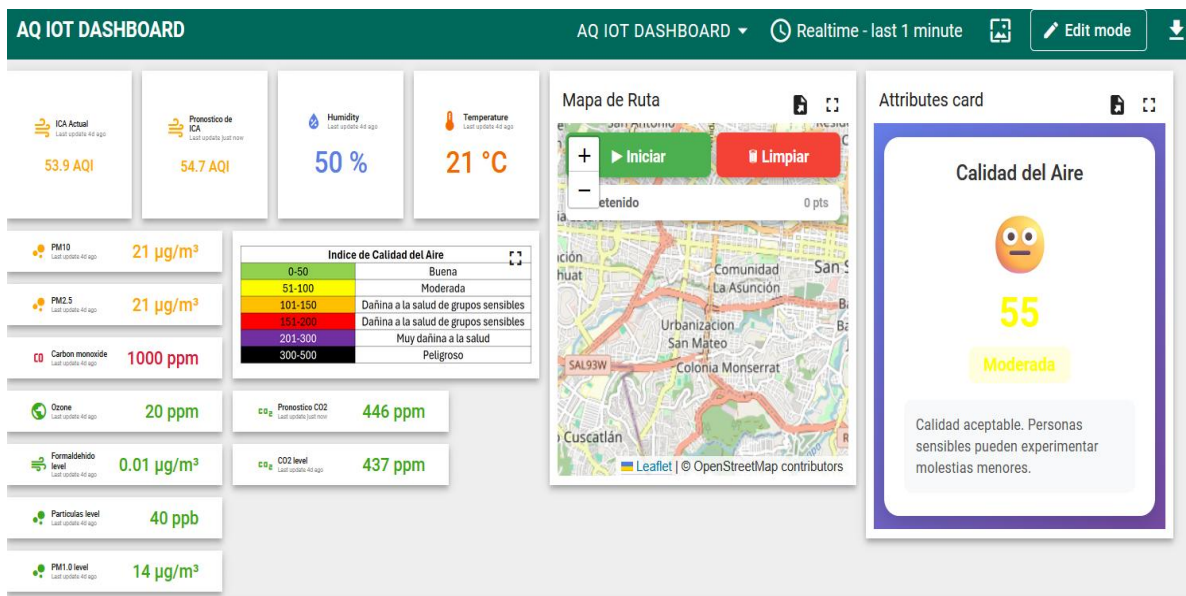 AQ IOT DASHBOARD
AQ IOT DASHBOARD
Realtime - last 1 minute
Edit mode
ICA Actual
Last update 4d ago
53.9 AQI
Pronostico de
ICA
Last update just now
54.7 AQI
Humidity
Last update 4d ago
50 %
Temperature
Last update 4d ago
21 °C
PM10
Last update 4d ago
21 µg/m³
PM2.5
Last update 4d ago
21 µg/m³
CO
Carbon monoxide
Last update 4d ago
1000 ppm
Ozone
Last update 4d ago
20 ppm
Formaldehido
level
Last update 4d ago
0.01 µg/m³
Particulas level
Last update 4d ago
40 ppb
PM1.0 level
Last update 4d ago
14 µg/m³
Indice de Calidad del Aire
0-50 Buena
51-100 Moderada
101-150 Dañina a la salud de grupos sensibles
151-200 Dañina a la salud de grupos sensibles
201-300 Muy dañina a la salud
300-500 Peligroso
CO2
Pronostico CO2
Last update just now
446 ppm
CO2
CO2 level
Last update 4d ago
437 ppm
Mapa de Ruta
San Antonio
+
−
Iniciar
Limpiar
etenido
0 pts
Comunidad
La Asunción
San
Urbanizacion
San Mateo
SAL93W
Colonia Monserrat
Cuscatlán
Leaflet | © OpenStreetMap contributors
Attributes card
Calidad del Aire
55
Moderada
Calidad aceptable. Personas
sensibles pueden experimentar
molestias menores.